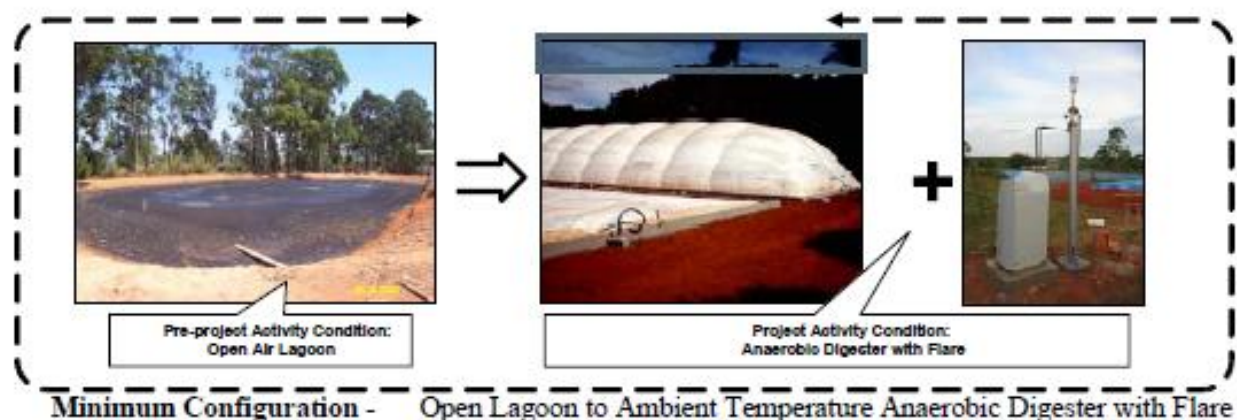 Pre-project Activity Condition:
Open Air Lagoon
Project Activity Condition:
Anaerobic Digester with Flare
Minimum Configuration - Open Lagoon to Ambient Temperature Anaerobic Digester with Flare